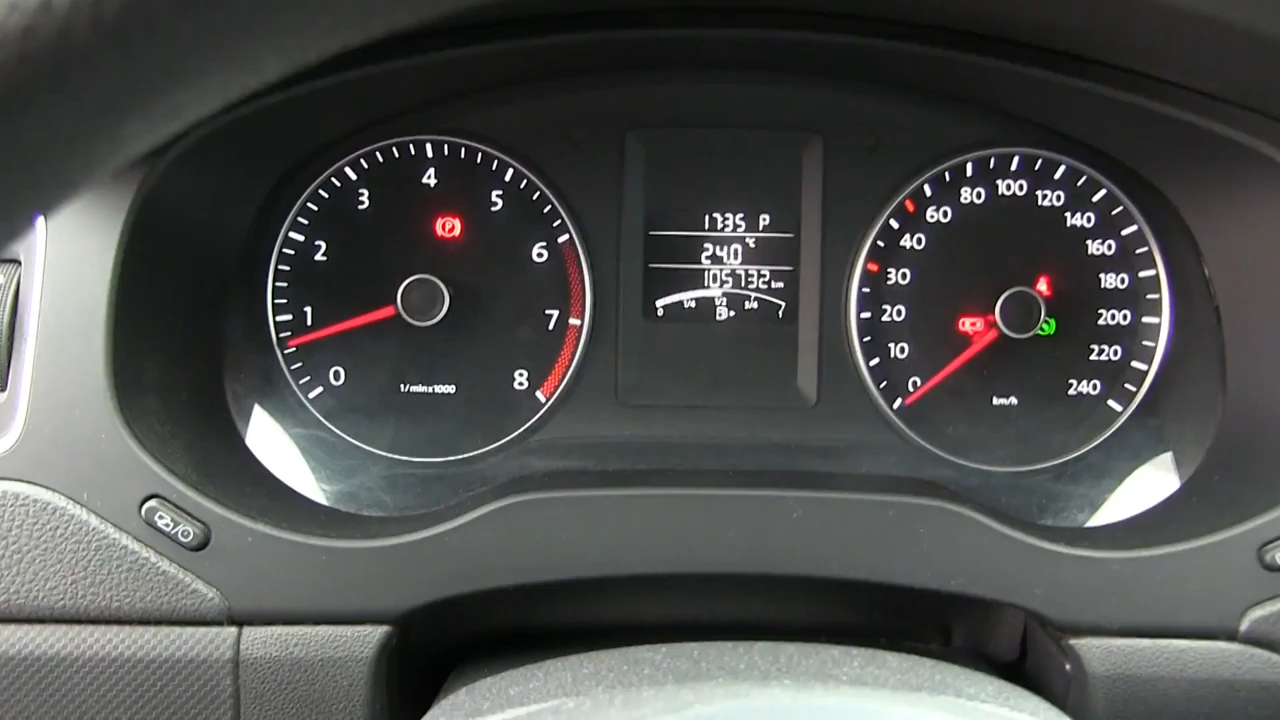 0 1 2 3 4 5 6 7 8
(P)
1/min x1000
17:35 P
24.0 °C
105732 km
0 1/4 1/2 3/4 1
0 10 20 30 40 60 80 100 120 140 160 180 200 220 240
km/h